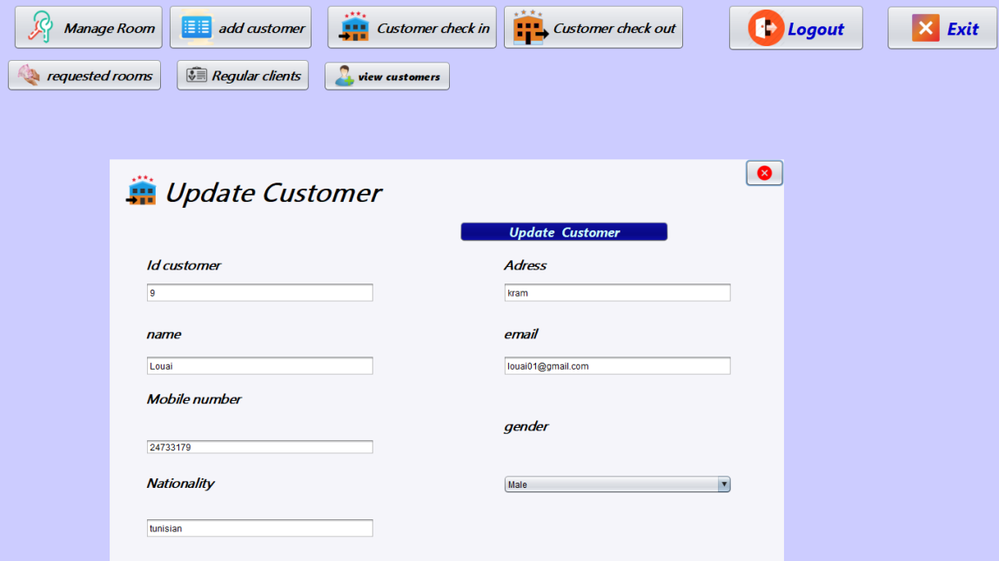 Manage Room
add customer
Customer check in
Customer check out
Logout
Exit
requested rooms
Regular clients
view customers
Update Customer
Update Customer
Id customer
9
Adress
kram
name
Louai
email
louai01@gmail.com
Mobile number
24733179
gender
Male
Nationality
tunisian